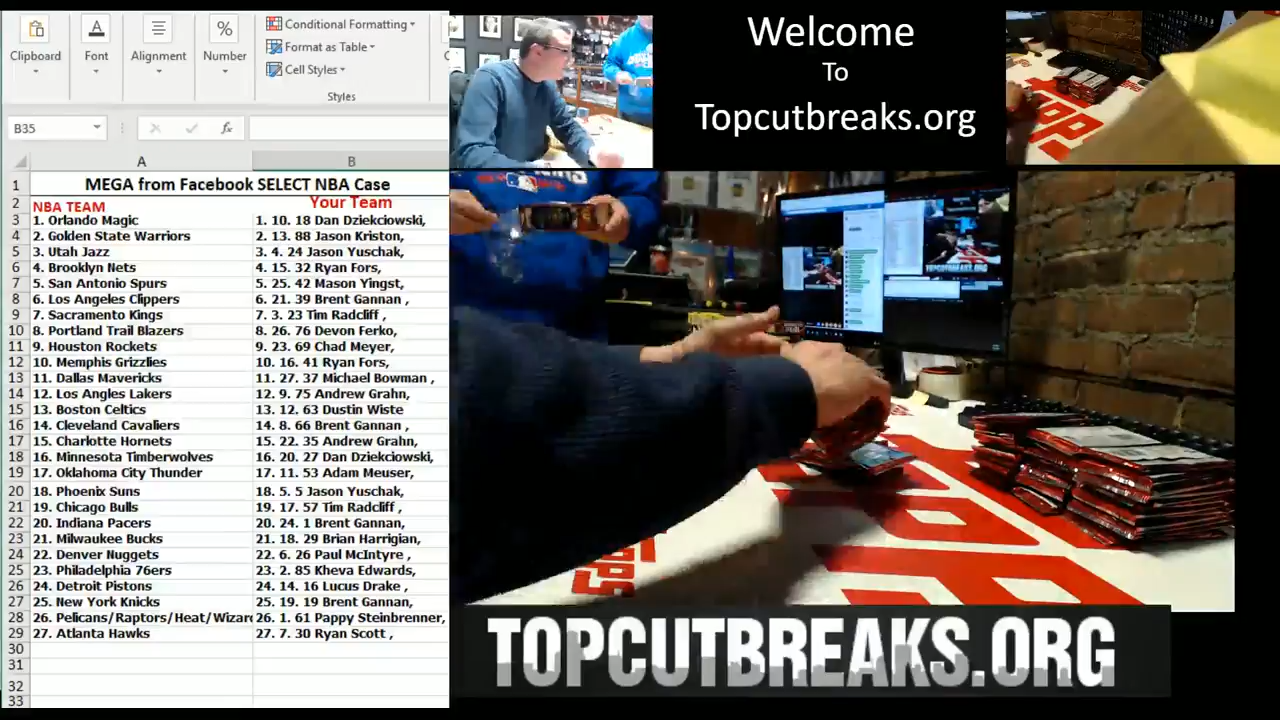 Clipboard
Font
Alignment
Number
Conditional Formatting
Format as Table
Cell Styles
Styles
B35
fx
A B
1 MEGA from Facebook SELECT NBA Case
2 NBA TEAM Your Team
3 1. Orlando Magic 1. 10. 18 Dan Dziekciowski,
4 2. Golden State Warriors 2. 13. 88 Jason Kriston,
5 3. Utah Jazz 3. 4. 24 Jason Yuschak,
6 4. Brooklyn Nets 4. 15. 32 Ryan Fors,
7 5. San Antonio Spurs 5. 25. 42 Mason Yingst,
8 6. Los Angeles Clippers 6. 21. 39 Brent Gannan ,
9 7. Sacramento Kings 7. 3. 23 Tim Radcliff ,
10 8. Portland Trail Blazers 8. 26. 76 Devon Ferko,
11 9. Houston Rockets 9. 23. 69 Chad Meyer,
12 10. Memphis Grizzlies 10. 16. 41 Ryan Fors,
13 11. Dallas Mavericks 11. 27. 37 Michael Bowman ,
14 12. Los Angles Lakers 12. 9. 75 Andrew Grahn,
15 13. Boston Celtics 13. 12. 63 Dustin Wiste
16 14. Cleveland Cavaliers 14. 8. 66 Brent Gannan ,
17 15. Charlotte Hornets 15. 22. 35 Andrew Grahn,
18 16. Minnesota Timberwolves 16. 20. 27 Dan Dziekciowski,
19 17. Oklahoma City Thunder 17. 11. 53 Adam Meuser,
20 18. Phoenix Suns 18. 5. 5 Jason Yuschak,
21 19. Chicago Bulls 19. 17. 57 Tim Radcliff ,
22 20. Indiana Pacers 20. 24. 1 Brent Gannan,
23 21. Milwaukee Bucks 21. 18. 29 Brian Harrigian,
24 22. Denver Nuggets 22. 6. 26 Paul McIntyre ,
25 23. Philadelphia 76ers 23. 2. 85 Kheva Edwards,
26 24. Detroit Pistons 24. 14. 16 Lucus Drake ,
27 25. New York Knicks 25. 19. 19 Brent Gannan,
28 26. Pelicans/Raptors/Heat/Wizard 26. 1. 61 Pappy Steinbrenner,
29 27. Atlanta Hawks 27. 7. 30 Ryan Scott ,
30
31
32
33
Welcome
To
Topcutbreaks.org
TOPCUTBREAKS.ORG
TOPPS
TOPCUTBREAKS.ORG